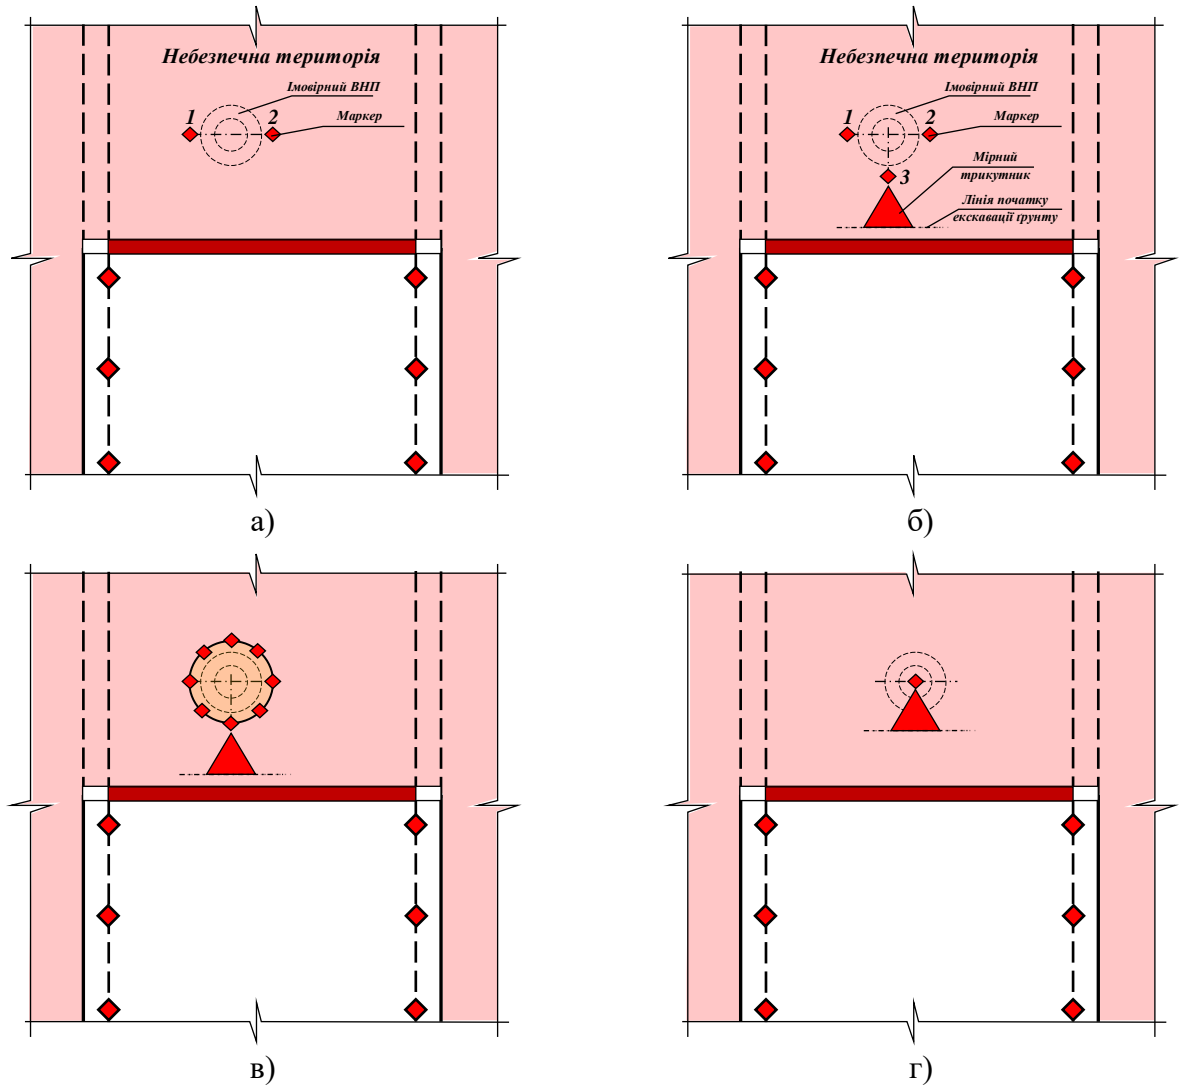 Небезпечна територія
Імовірний ВНП
1
2
Маркер
а)
Небезпечна територія
Імовірний ВНП
1
2
Маркер
3
Мірний
трикутник
Лінія початку
екскавації ґрунту
б)
в)
г)